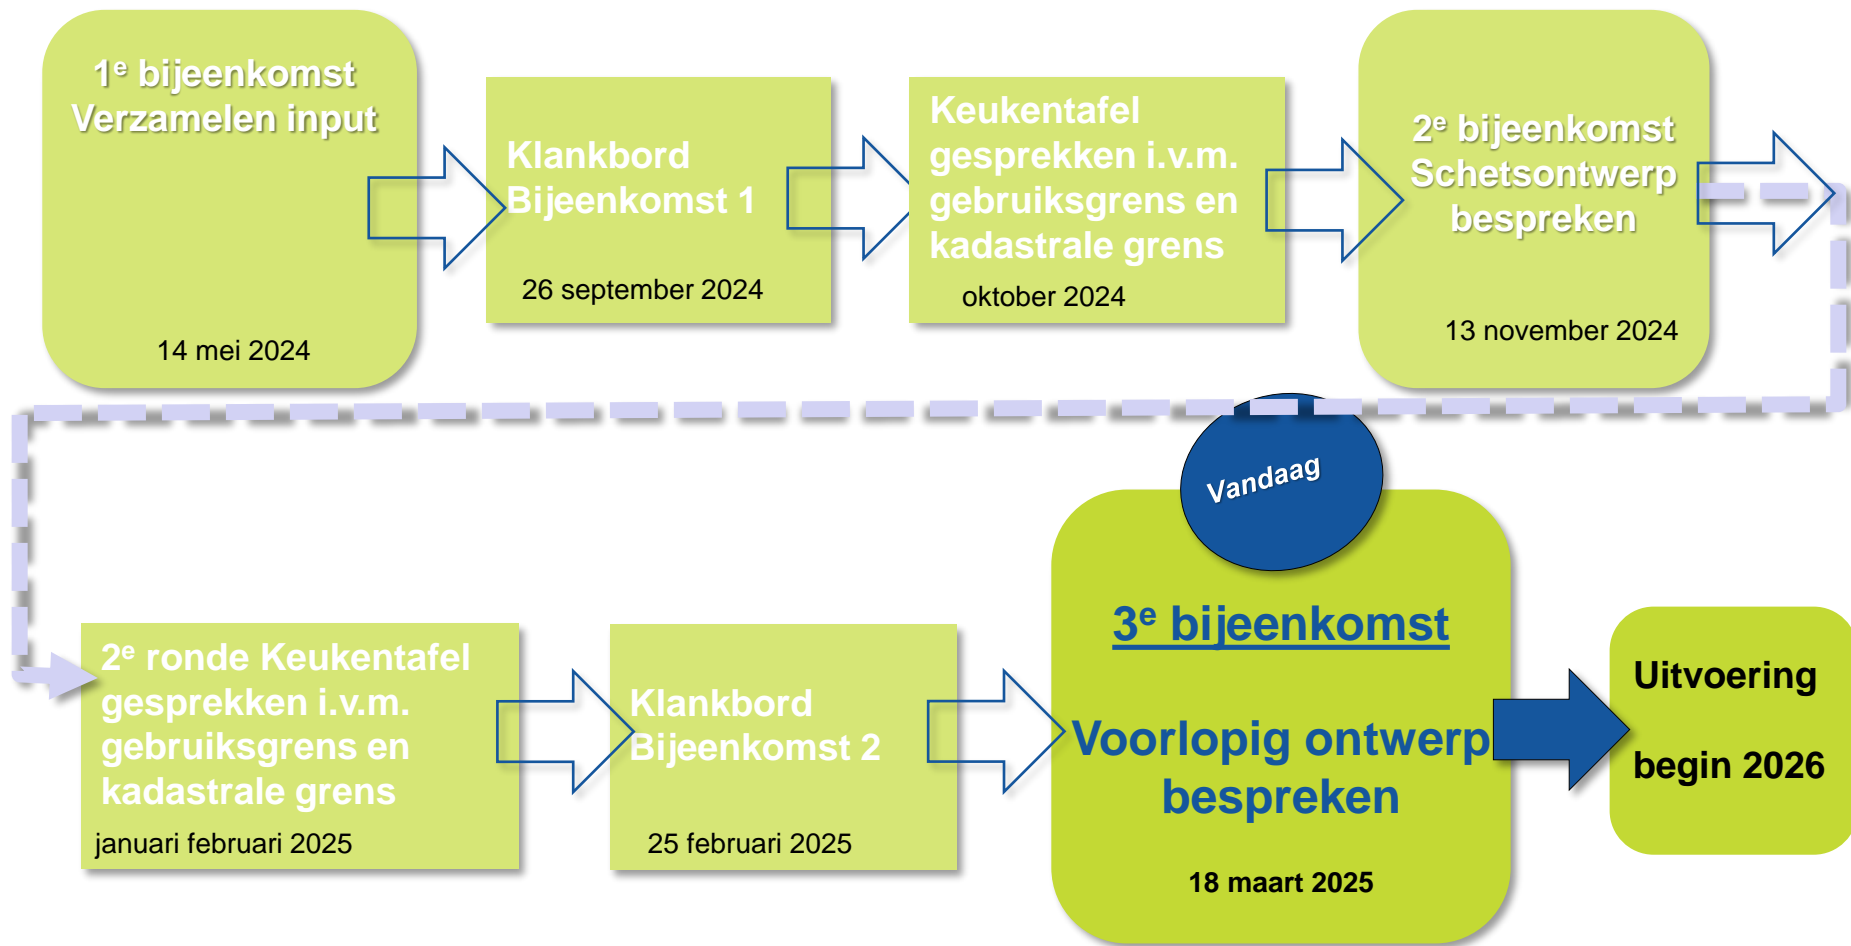 1e bijeenkomst
Verzamelen input
14 mei 2024
Klankbord
Bijeenkomst 1
26 september 2024
Keukentafel
gesprekken i.v.m.
gebruiksgrens en
kadastrale grens
oktober 2024
2e bijeenkomst
Schetsontwerp
bespreken
13 november 2024
2e ronde Keukentafel
gesprekken i.v.m.
gebruiksgrens en
kadastrale grens
januari februari 2025
Klankbord
Bijeenkomst 2
25 februari 2025
Vandaag
3e bijeenkomst
Voorlopig ontwerp
bespreken
18 maart 2025
Uitvoering
begin 2026